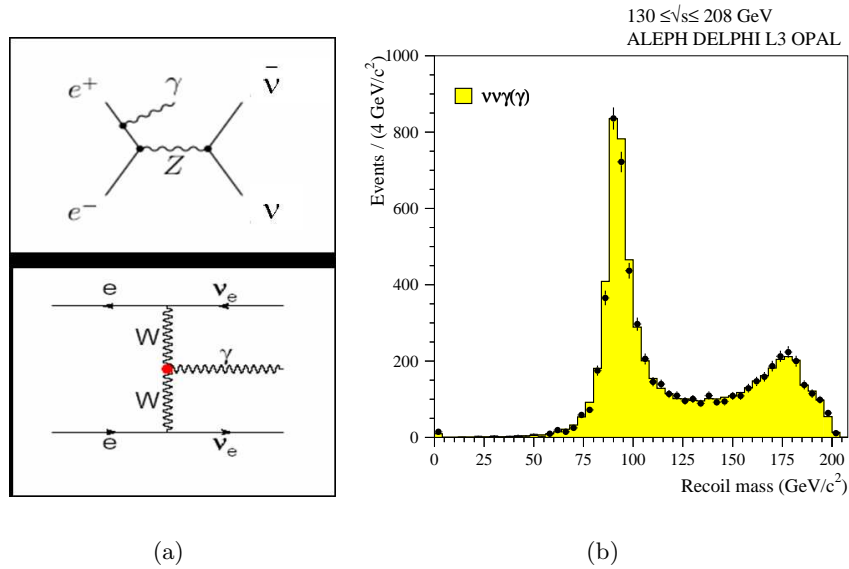 e⁺
γ
ν̄
Z
e⁻
ν
e
νₑ
W
γ
W
e
νₑ
(a)
130 ≤√s≤ 208 GeV
ALEPH DELPHI L3 OPAL
Events / (4 GeV/c²)
1000
800
600
400
200
0
ννγ(γ)
0 25 50 75 100 125 150 175 200
Recoil mass (GeV/c²)
(b)